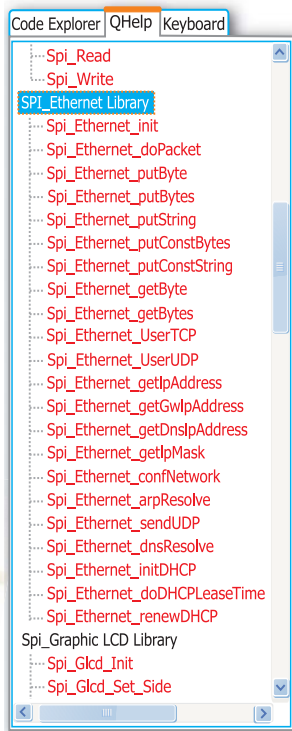 Code Explorer QHelp Keyboard
Spi_Read
Spi_Write
SPI_Ethernet Library
Spi_Ethernet_init
Spi_Ethernet_doPacket
Spi_Ethernet_putByte
Spi_Ethernet_putBytes
Spi_Ethernet_putString
Spi_Ethernet_putConstBytes
Spi_Ethernet_putConstString
Spi_Ethernet_getByte
Spi_Ethernet_getBytes
Spi_Ethernet_UserTCP
Spi_Ethernet_UserUDP
Spi_Ethernet_getIpAddress
Spi_Ethernet_getGwIpAddress
Spi_Ethernet_getDnsIpAddress
Spi_Ethernet_getIpMask
Spi_Ethernet_confNetwork
Spi_Ethernet_arpResolve
Spi_Ethernet_sendUDP
Spi_Ethernet_dnsResolve
Spi_Ethernet_initDHCP
Spi_Ethernet_doDHCPLeaseTime
Spi_Ethernet_renewDHCP
Spi_Graphic LCD Library
Spi_Glcd_Init
Spi_Glcd_Set_Side